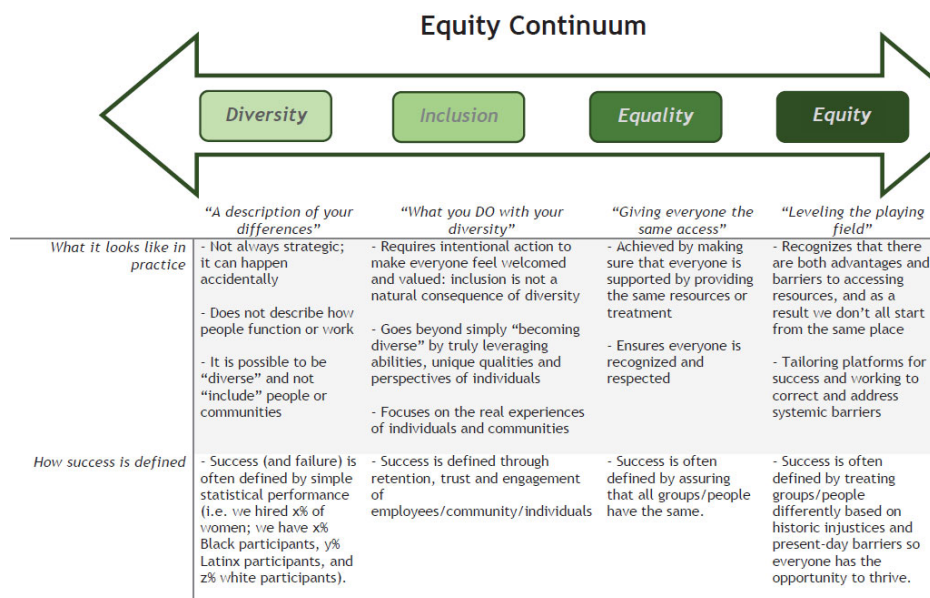 Equity Continuum
Diversity
Inclusion
Equality
Equity
“A description of your
differences”
“What you DO with your
diversity”
“Giving everyone the
same access”
“Leveling the playing
field”
What it looks like in
practice
- Not always strategic;
it can happen
accidentally
- Does not describe how
people function or work
- It is possible to be
“diverse” and not
“include” people or
communities
- Requires intentional action to
make everyone feel welcomed
and valued: inclusion is not a
natural consequence of diversity
- Goes beyond simply “becoming
diverse” by truly leveraging
abilities, unique qualities and
perspectives of individuals
- Focuses on the real experiences
of individuals and communities
- Achieved by making
sure that everyone is
supported by providing
the same resources or
treatment
- Ensures everyone is
recognized and
respected
- Recognizes that there
are both advantages and
barriers to accessing
resources, and as a
result we don’t all start
from the same place
- Tailoring platforms for
success and working to
correct and address
systemic barriers
How success is defined
- Success (and failure) is
often defined by simple
statistical performance
(i.e. we hired x% of
women; we have x%
Black participants, y%
Latinx participants, and
z% white participants).
- Success is defined through
retention, trust and engagement
of
employees/community/individuals
- Success is often
defined by assuring
that all groups/people
have the same.
- Success is often
defined by treating
groups/people
differently based on
historic injustices and
present-day barriers so
everyone has the
opportunity to thrive.